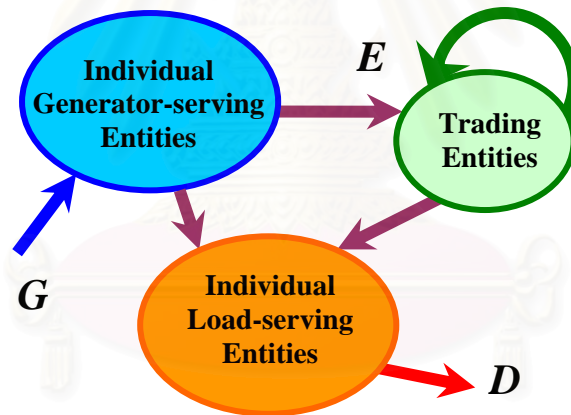 Individual
Generator-serving
Entities
E
Trading
Entities
G
Individual
Load-serving
Entities
D